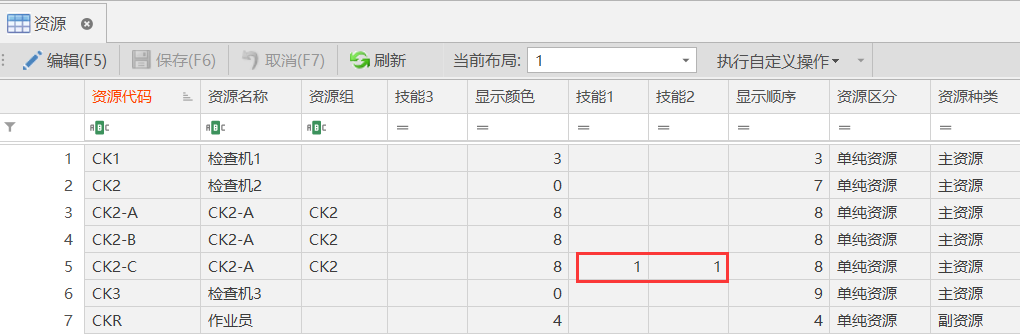 资源
编辑(F5) 保存(F6) 取消(F7) 刷新 当前布局: 1 执行自定义操作
资源代码 资源名称 资源组 技能3 显示颜色 技能1 技能2 显示顺序 资源区分 资源种类
ABC ABC ABC = = = = = = =
1 CK1 检查机1 3 3 单纯资源 主资源
2 CK2 检查机2 0 7 单纯资源 主资源
3 CK2-A CK2-A CK2 8 8 单纯资源 主资源
4 CK2-B CK2-A CK2 8 8 单纯资源 主资源
5 CK2-C CK2-A CK2 8 1 1 8 单纯资源 主资源
6 CK3 检查机3 0 9 单纯资源 主资源
7 CKR 作业员 4 4 单纯资源 副资源